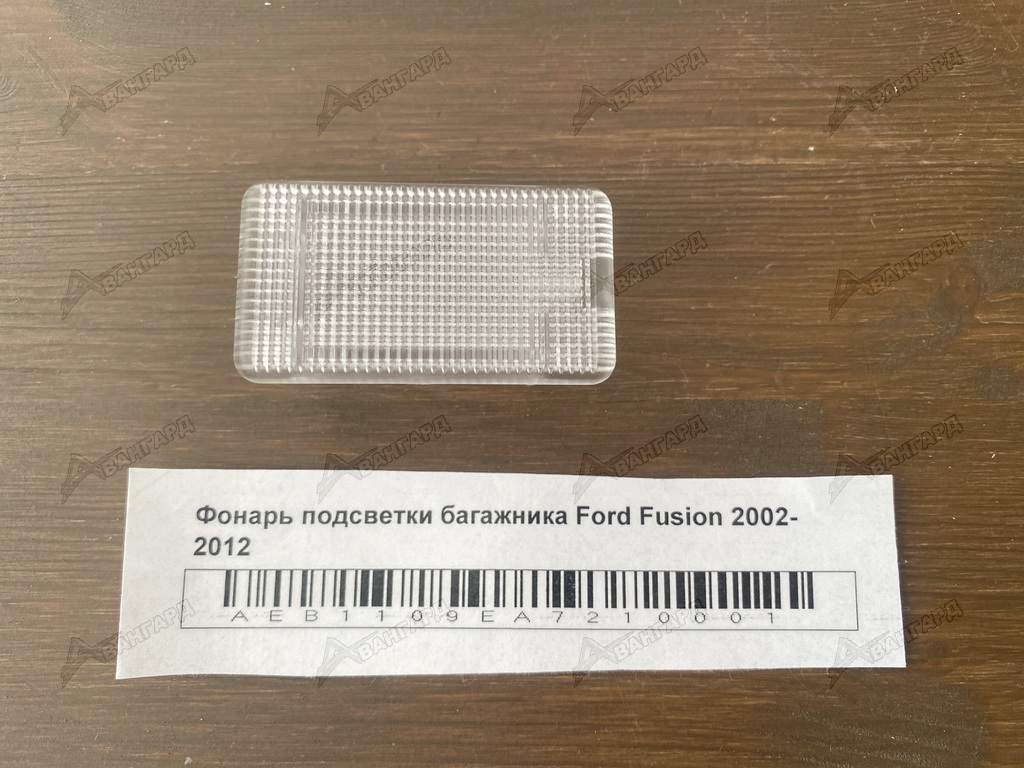 Фонарь подсветки багажника Ford Fusion 2002-
2012
AEB1109EA7210001
АВАНГАРД